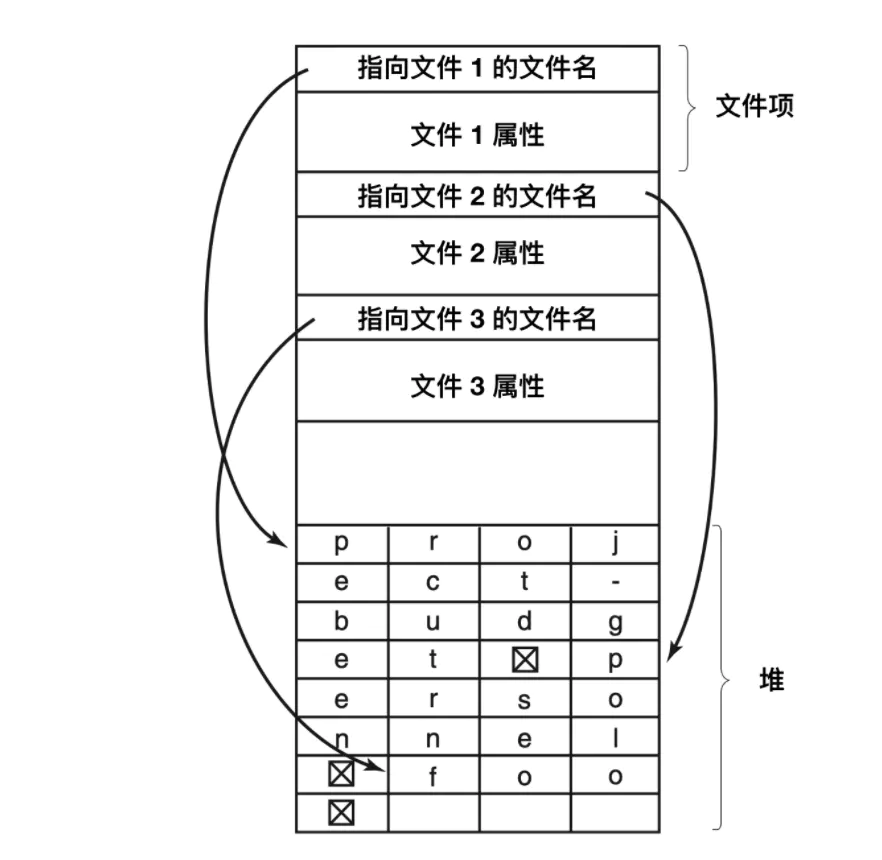 指向文件 1 的文件名
文件项
文件 1 属性
指向文件 2 的文件名
文件 2 属性
指向文件 3 的文件名
文件 3 属性
p r o j
e c t -
b u d g
e t ☒ p
e r s o
堆
n n e l
☒ f o o
☒